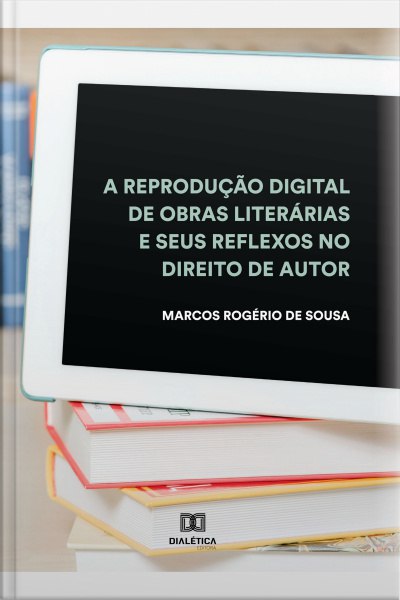 A REPRODUÇÃO DIGITAL
DE OBRAS LITERÁRIAS
E SEUS REFLEXOS NO
DIREITO DE AUTOR
MARCOS ROGÉRIO DE SOUSA
DIALÉTICA
EDITORA